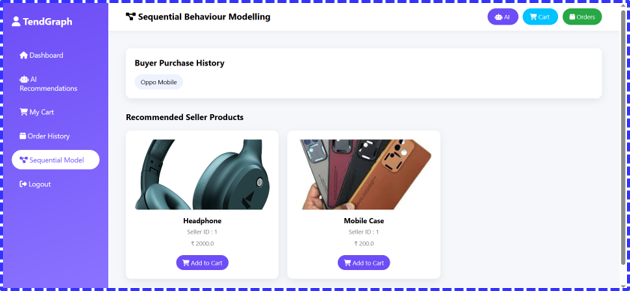 TendGraph
Dashboard
AI
Recommendations
My Cart
Order History
Sequential Model
Logout
Sequential Behaviour Modelling
AI
Cart
Orders
Buyer Purchase History
Oppo Mobile
Recommended Seller Products
Headphone
Seller ID : 1
₹ 2000.0
Add to Cart
Mobile Case
Seller ID : 1
₹ 200.0
Add to Cart